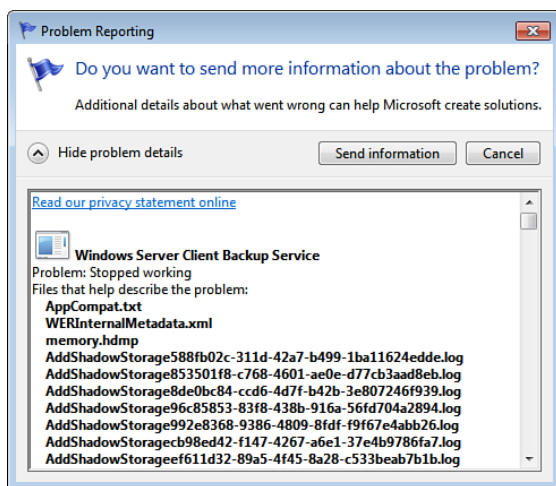 Problem Reporting
Do you want to send more information about the problem?
Additional details about what went wrong can help Microsoft create solutions.
Hide problem details
Send information
Cancel
Read our privacy statement online
Windows Server Client Backup Service
Problem: Stopped working
Files that help describe the problem:
AppCompat.txt
WERInternalMetadata.xml
memory.hdmp
AddShadowStorage588fb02c-311d-42a7-b499-1ba11624edde.log
AddShadowStorage853501f8-c768-4601-ae0e-d77cb3aad8eb.log
AddShadowStorage8de0bc84-ccd6-4d7f-b42b-3e807246f939.log
AddShadowStorage96c85853-83f8-438b-916a-56fd704a2894.log
AddShadowStorage992e8368-9386-4809-8fdf-f9f67e4abb26.log
AddShadowStoragecb98ed42-f147-4267-a6e1-37e4b9786fa7.log
AddShadowStorageef611d32-89a5-4f45-8a28-c533beab7b1b.log